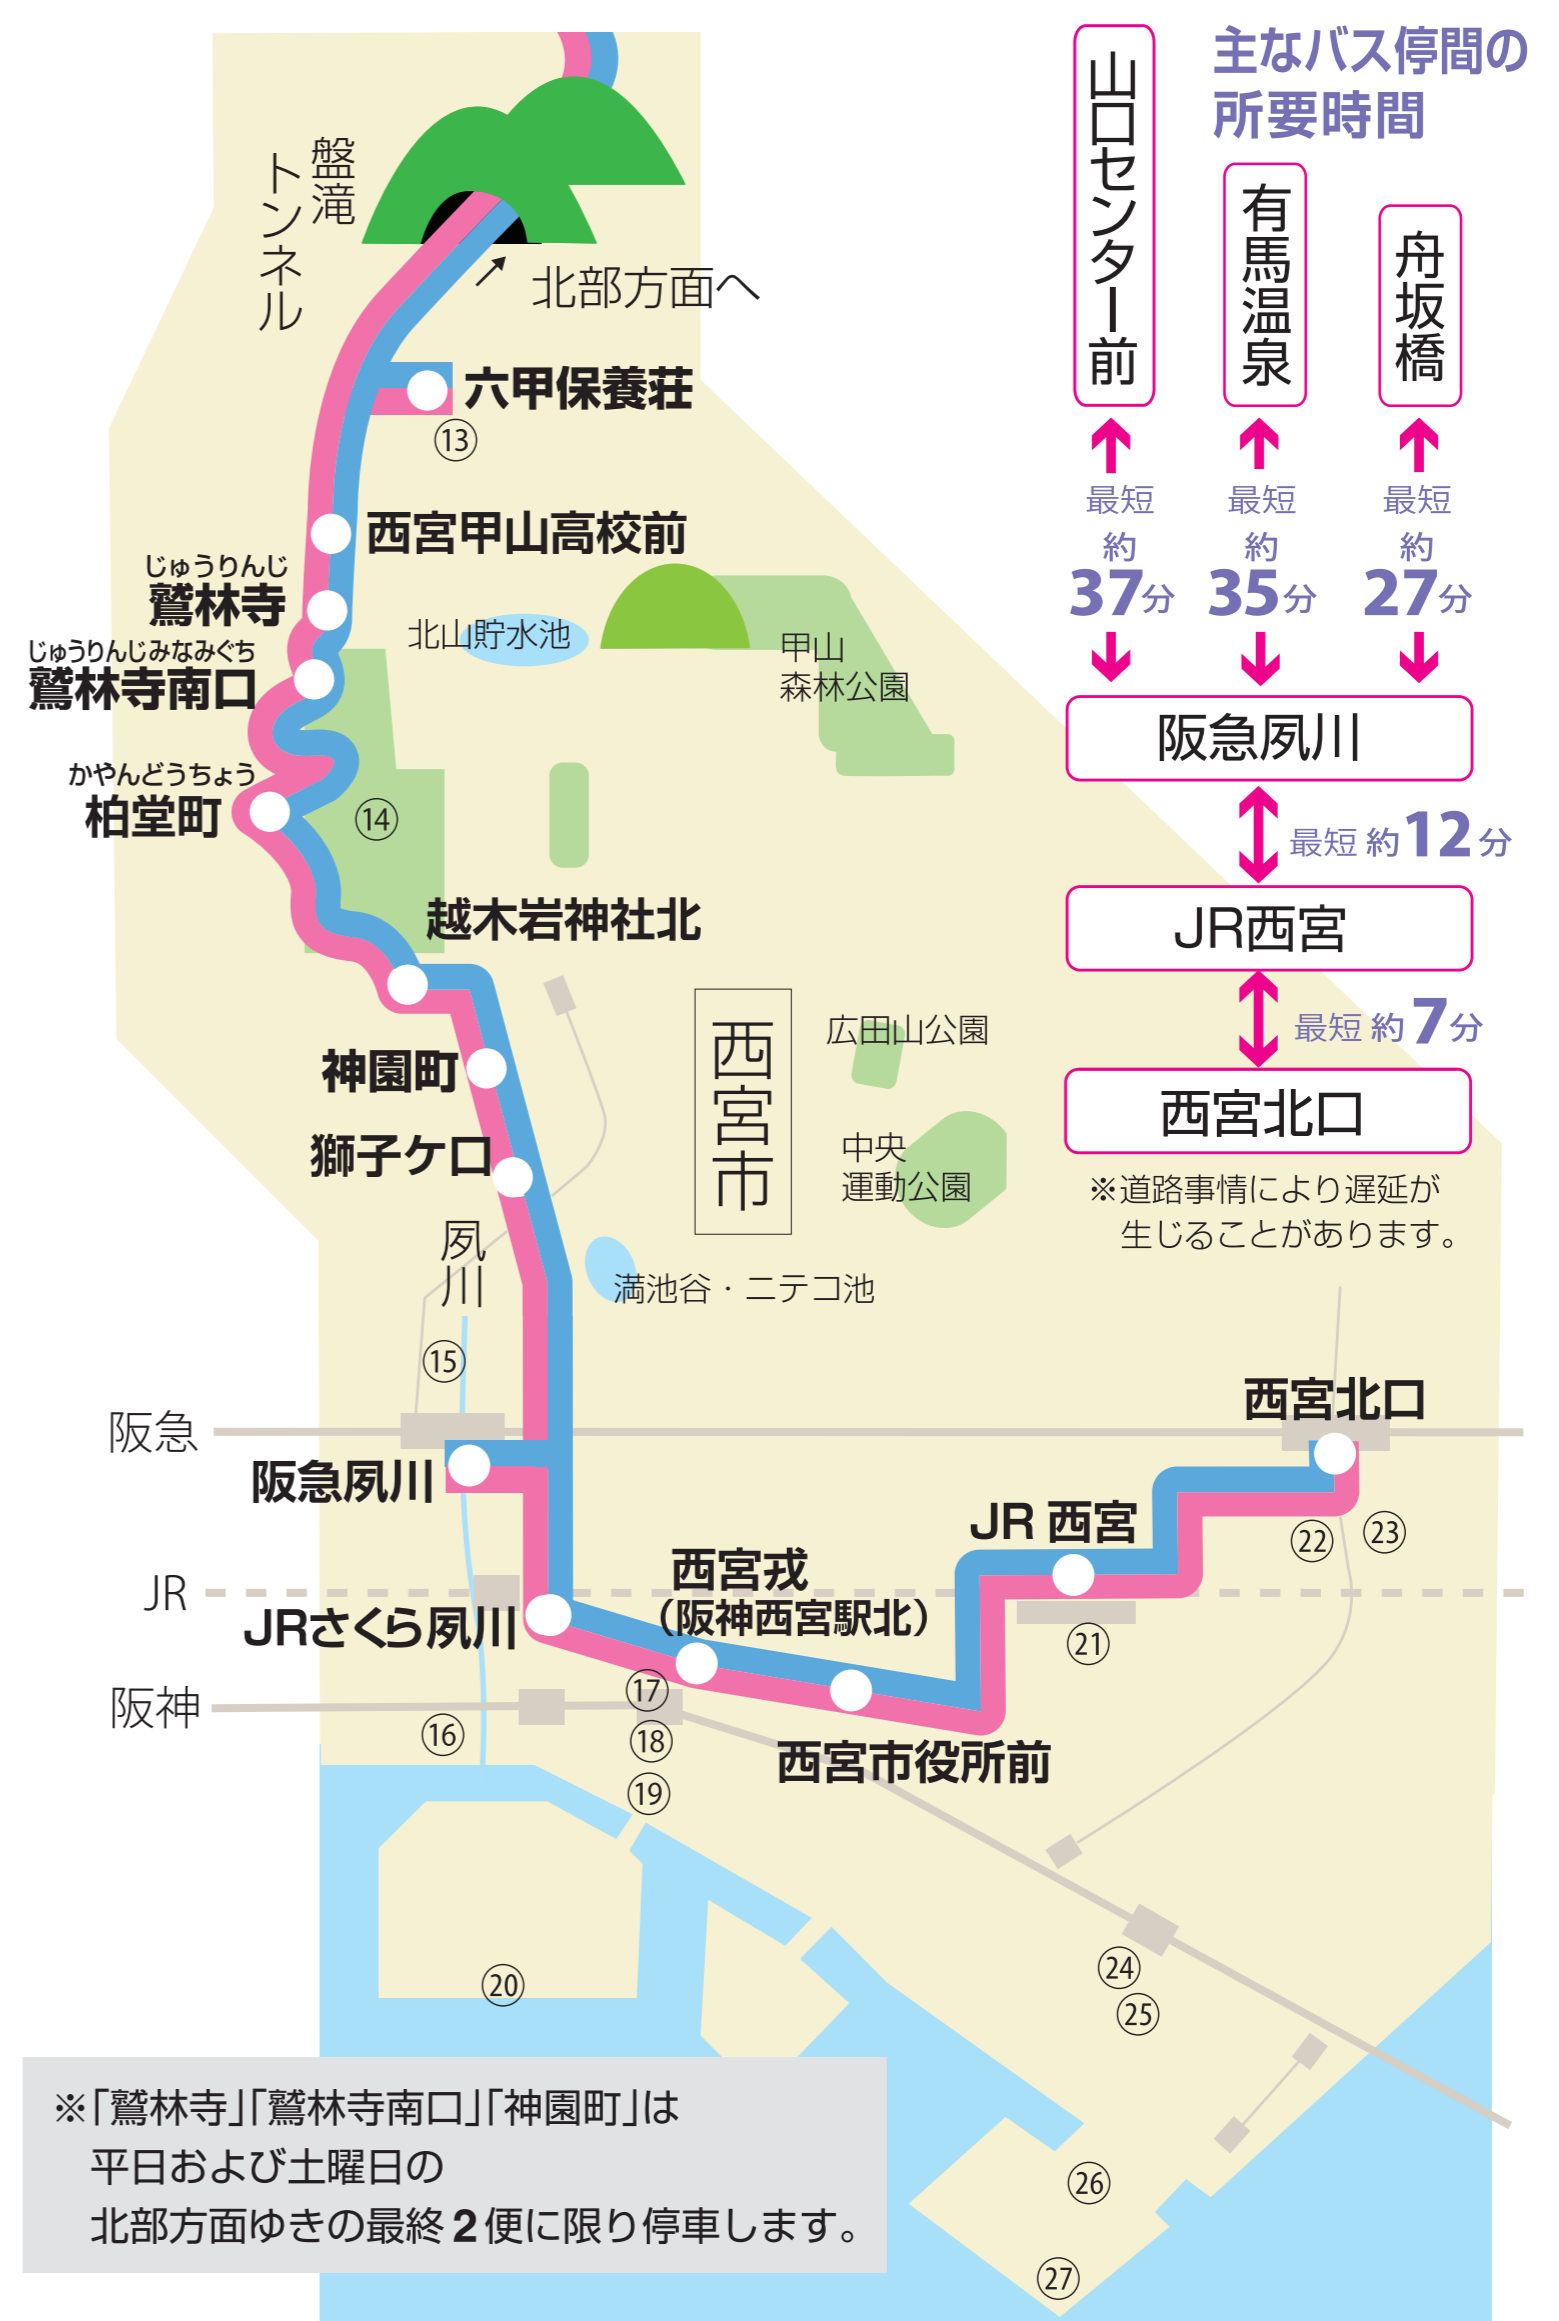 主なバス停間の
所要時間
山口センター前
有馬温泉
舟坂橋
最短
約
37分
最短
約
35分
最短
約
27分
阪急夙川
最短 約12分
JR西宮
最短 約7分
西宮北口
※道路事情により遅延が
生じることがあります。
盤滝
トンネル
北部方面へ
六甲保養荘
⑬
西宮甲山高校前
じゅうりんじ
鷲林寺
じゅうりんじみなみぐち
鷲林寺南口
北山貯水池
甲山
森林公園
かやんどうちょう
柏堂町
⑭
越木岩神社北
西宮市
広田山公園
神園町
中央
運動公園
獅子ケ口
夙川
満池谷・ニテコ池
⑮
阪急
西宮北口
阪急夙川
JR 西宮
㉒
㉓
西宮戎
(阪神西宮駅北)
JR
JRさくら夙川
㉑
阪神
⑯
⑰
⑱
⑲
西宮市役所前
⑳
㉔
㉕
㉖
㉗
※「鷲林寺」「鷲林寺南口」「神園町」は
平日および土曜日の
北部方面ゆきの最終2便に限り停車します。